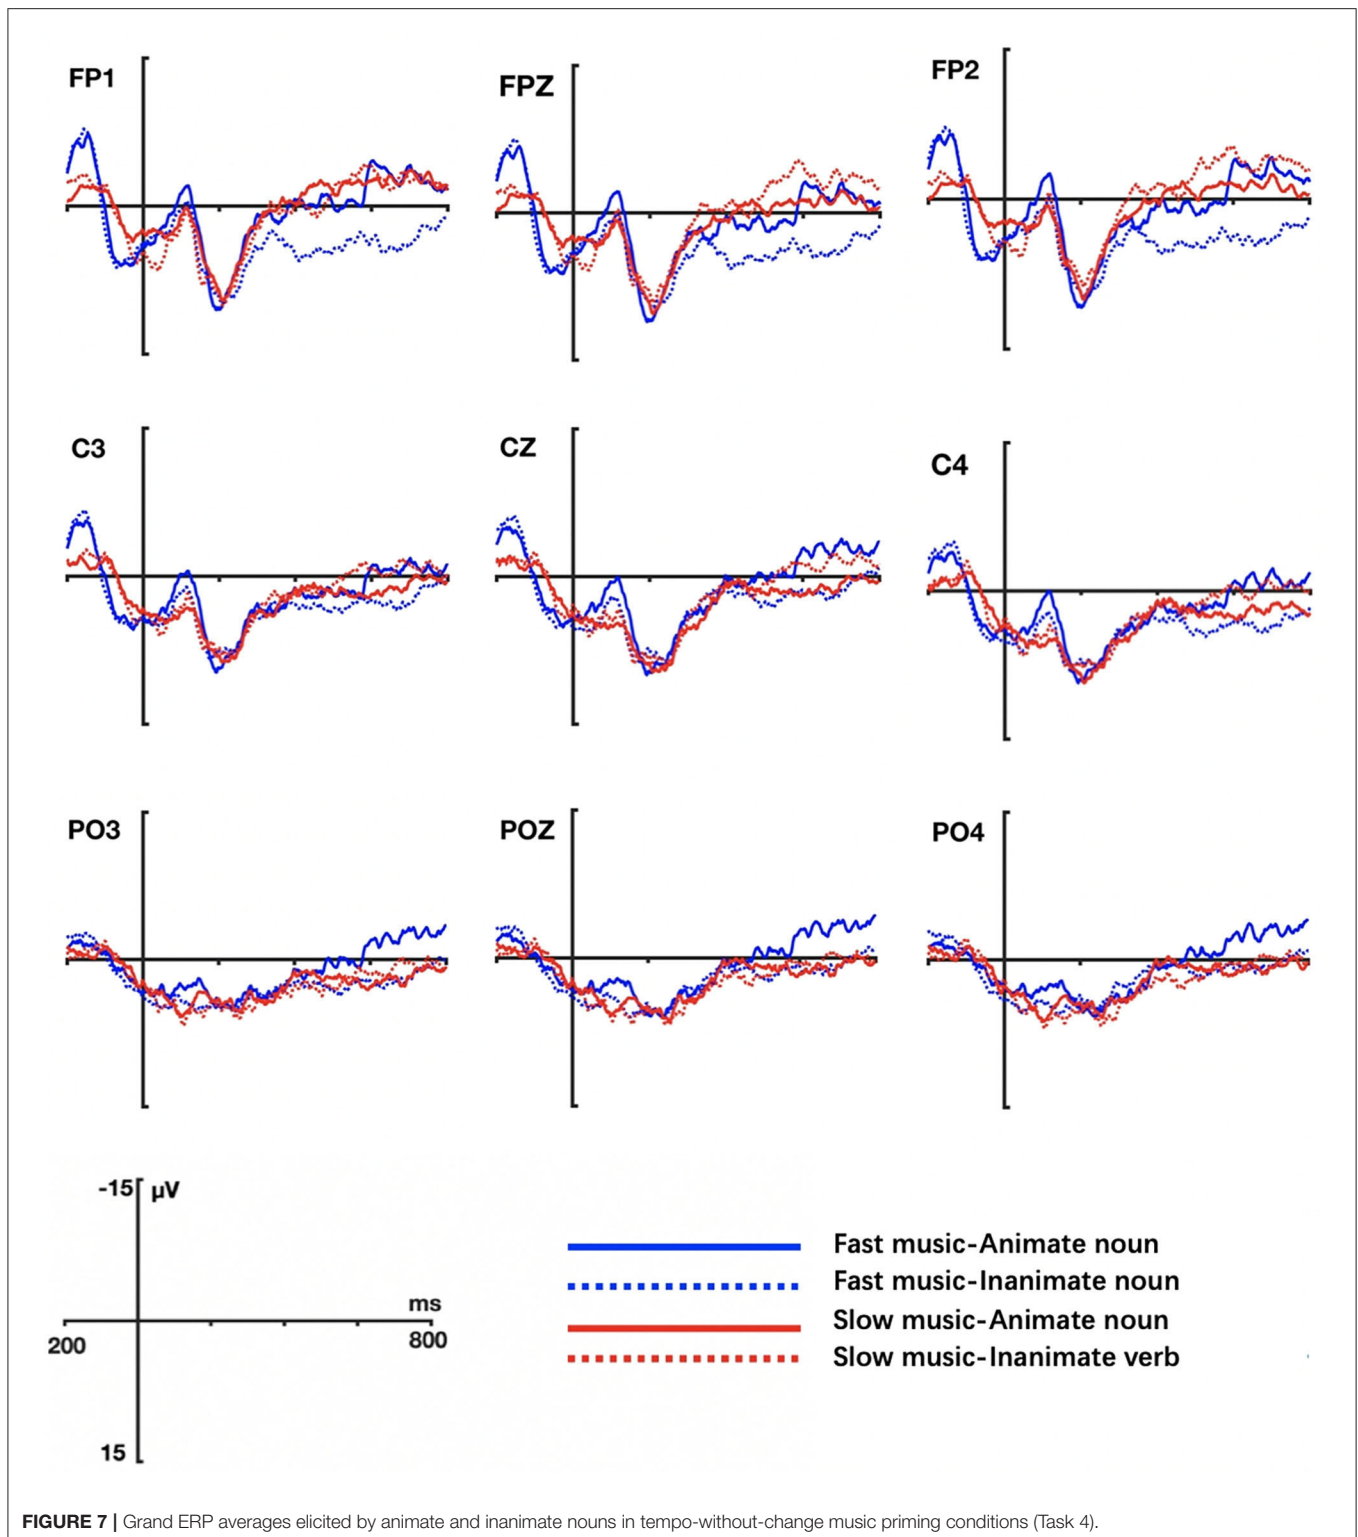 FP1
FPZ
FP2
C3
CZ
C4
PO3
POZ
PO4
-15 µV
ms
200
800
15
Fast music-Animate noun
Fast music-Inanimate noun
Slow music-Animate noun
Slow music-Inanimate verb
FIGURE 7 | Grand ERP averages elicited by animate and inanimate nouns in tempo-without-change music priming conditions (Task 4).